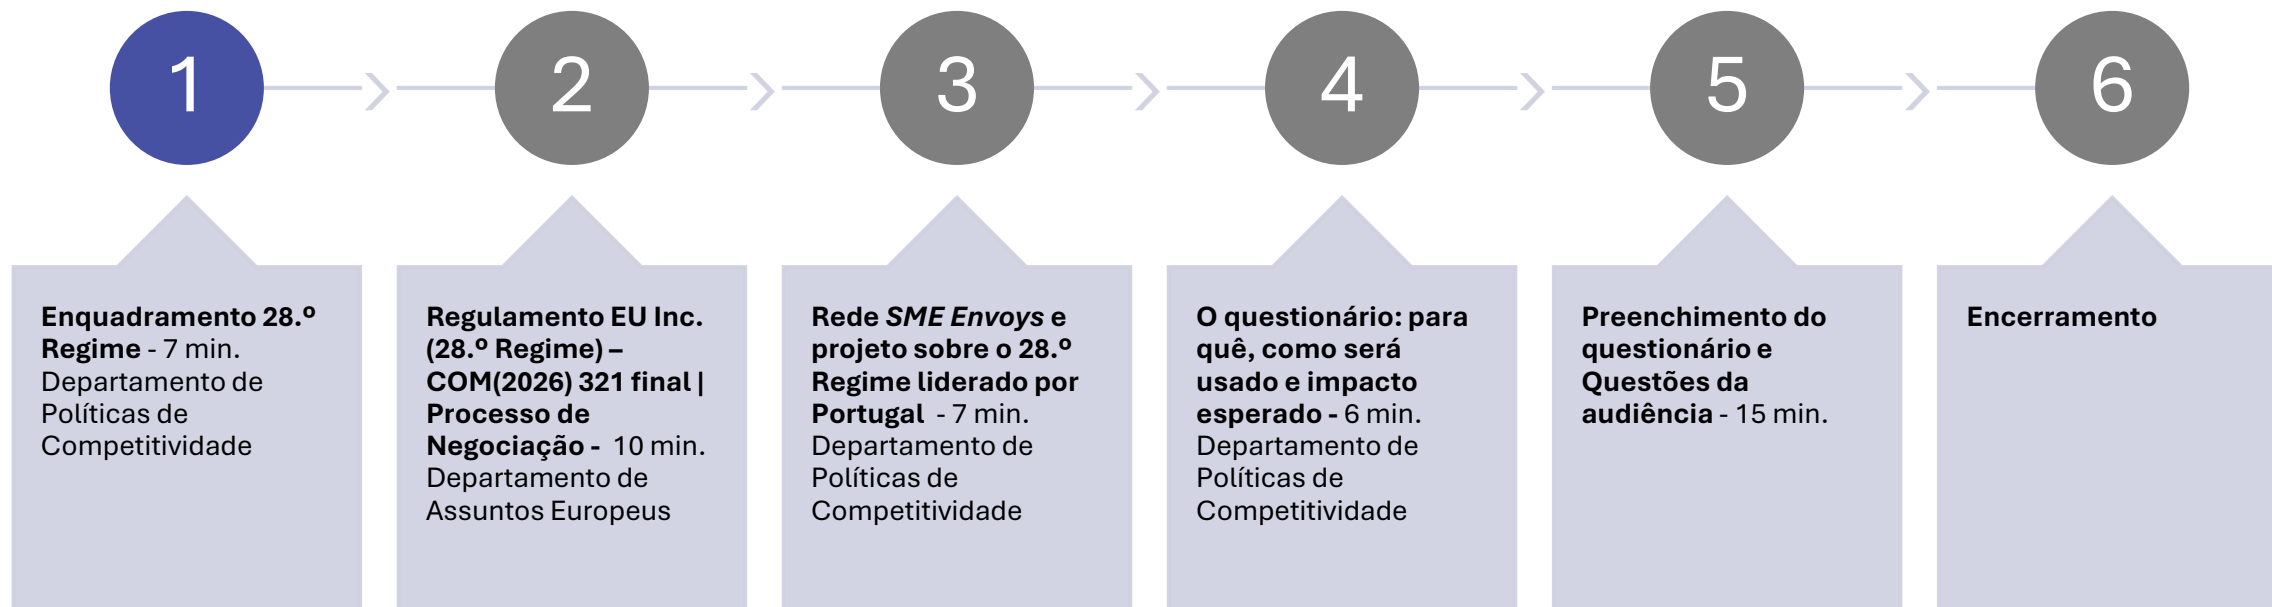 1
2
3
4
5
6
Enquadramento 28.º
Regime - 7 min.
Departamento de
Políticas de
Competitividade
Regulamento EU Inc.
(28.º Regime) –
COM(2026) 321 final |
Processo de
Negociação - 10 min.
Departamento de
Assuntos Europeus
Rede SME Envoys e
projeto sobre o 28.º
Regime liderado por
Portugal - 7 min.
Departamento de
Políticas de
Competitividade
O questionário: para
quê, como será
usado e impacto
esperado - 6 min.
Departamento de
Políticas de
Competitividade
Preenchimento do
questionário e
Questões da
audiência - 15 min.
Encerramento